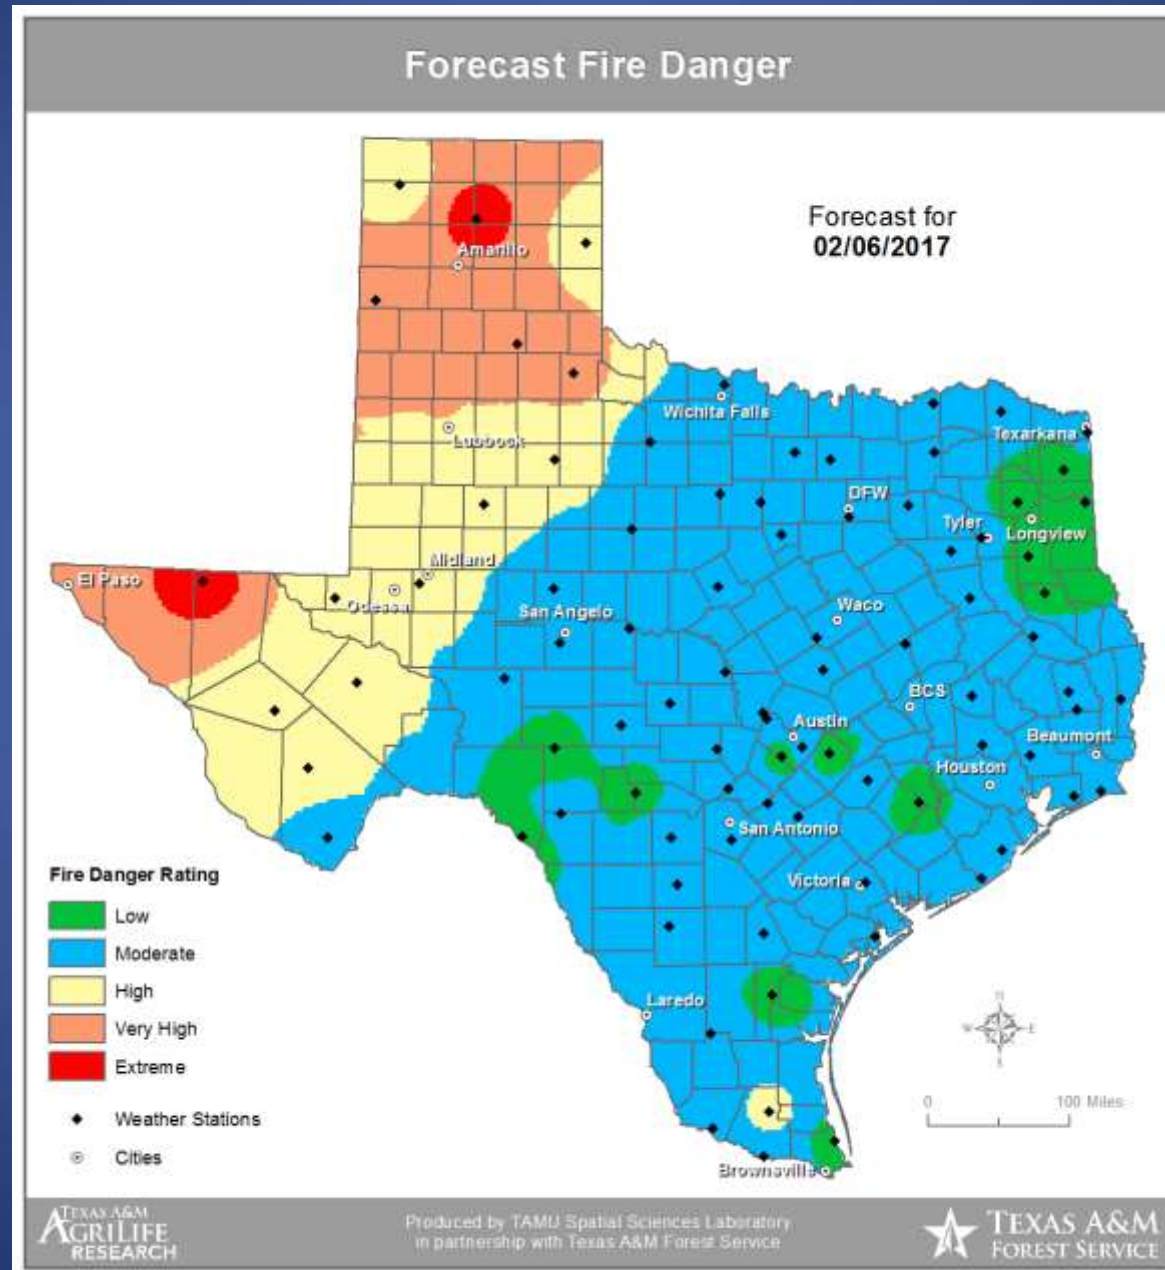 Forecast Fire Danger
Forecast for
02/06/2017
Amarillo
Wichita Falls
Lubbock
Texarkana
DFW
Tyler
Longview
Midland
El Paso
Odessa
San Angelo
Waco
BCS
Austin
Beaumont
Houston
San Antonio
Victoria
Laredo
Brownsville
Fire Danger Rating
Low
Moderate
High
Very High
Extreme
Weather Stations
Cities
N
W E
S
0 100 Miles
TEXAS A&M
AGRILIFE
RESEARCH
Produced by TAMU Spatial Sciences Laboratory
in partnership with Texas A&M Forest Service
TEXAS A&M
FOREST SERVICE